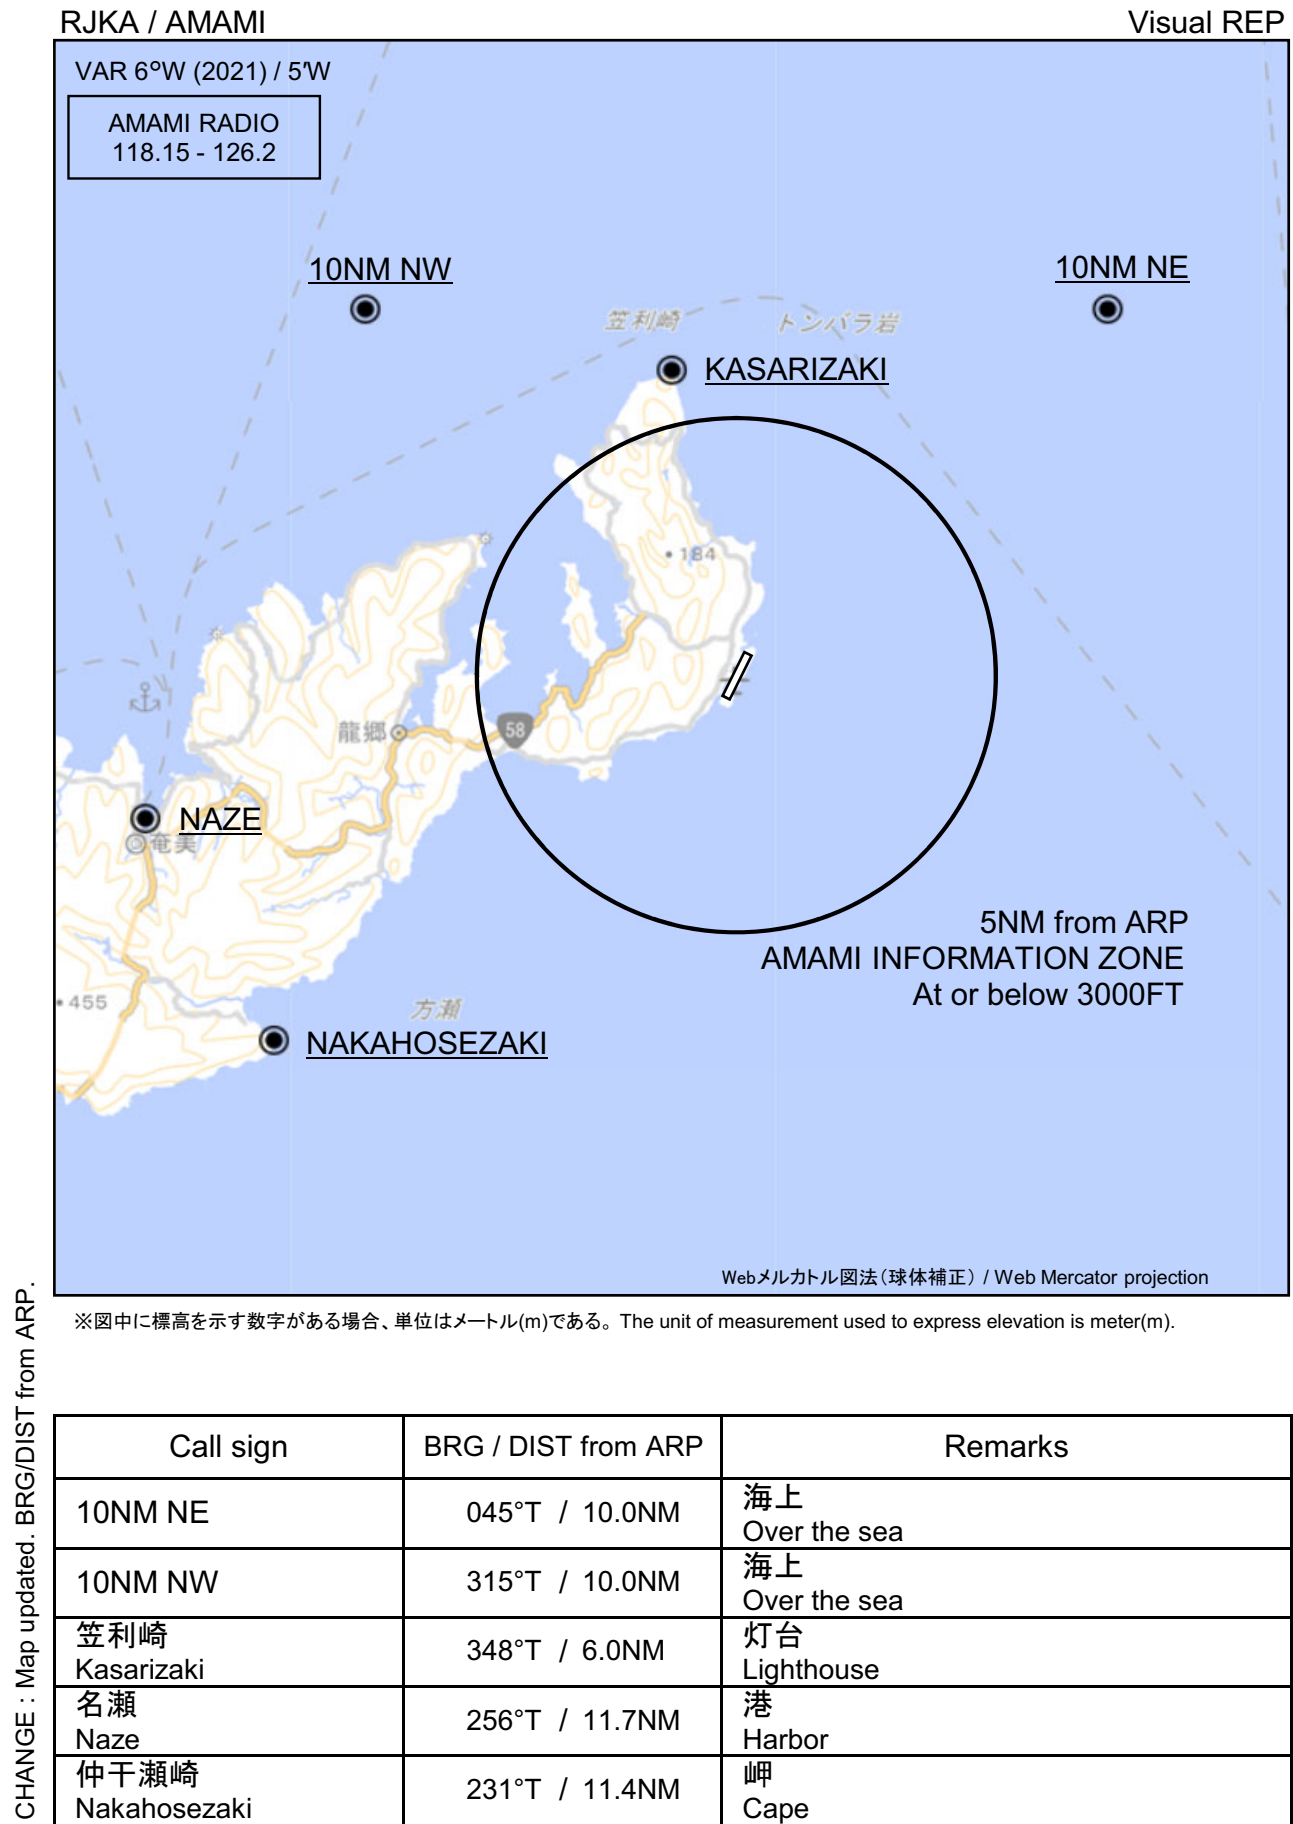 RJKA / AMAMI
Visual REP
VAR 6°W (2021) / 5'W
AMAMI RADIO
118.15 - 126.2
10NM NW
10NM NE
笠利崎
トンバラ岩
KASARIZAKI
184
龍郷
58
NAZE
奄美
5NM from ARP
AMAMI INFORMATION ZONE
At or below 3000FT
455
方瀬
NAKAHOSEZAKI
Webメルカトル図法（球体補正） / Web Mercator projection
※図中に標高を示す数字がある場合、単位はメートル(m)である。 The unit of measurement used to express elevation is meter(m).
CHANGE : Map updated. BRG/DIST from ARP.
Call sign
BRG / DIST from ARP
Remarks
10NM NE
045°T / 10.0NM
海上
Over the sea
10NM NW
315°T / 10.0NM
海上
Over the sea
笠利崎
Kasarizaki
348°T / 6.0NM
灯台
Lighthouse
名瀬
Naze
256°T / 11.7NM
港
Harbor
仲干瀬崎
Nakahosezaki
231°T / 11.4NM
岬
Cape